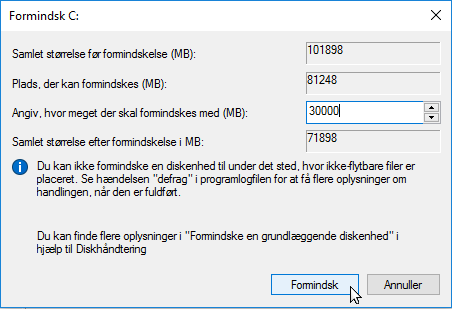 Formindsk C:
Samlet størrelse før formindskelse (MB): 101898
Plads, der kan formindskes (MB): 81248
Angiv, hvor meget der skal formindskes med (MB): 30000
Samlet størrelse efter formindskelse i MB: 71898
Du kan ikke formindske en diskenhed til under det sted, hvor ikke-flytbare filer er
placeret. Se hændelsen "defrag" i programlogfilen for at få flere oplysninger om
handlingen, når den er fuldført.
Du kan finde flere oplysninger i "Formindske en grundlæggende diskenhed" i
hjælp til Diskhåndtering
Formindsk Annuller